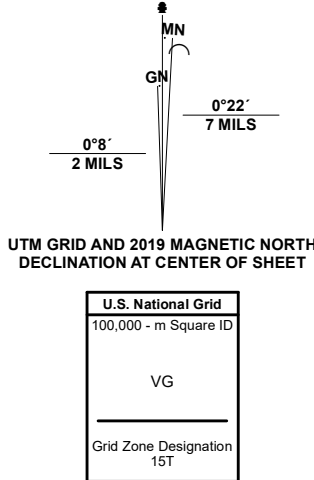 MN
GN
0°22´
7 MILS
0°8´
2 MILS
UTM GRID AND 2019 MAGNETIC NORTH
DECLINATION AT CENTER OF SHEET
U.S. National Grid
100,000 - m Square ID
VG
Grid Zone Designation
15T